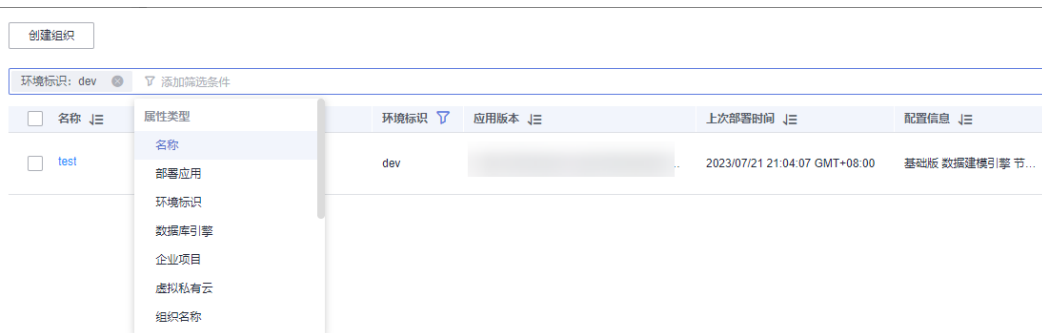 创建组织
环境标识：dev 添加筛选条件
名称 环境标识 应用版本 上次部署时间 配置信息
属性类型
名称
test dev ... 2023/07/21 21:04:07 GMT+08:00 基础版 数据建模引擎 节...
部署应用
环境标识
数据库引擎
企业项目
虚拟私有云
组织名称